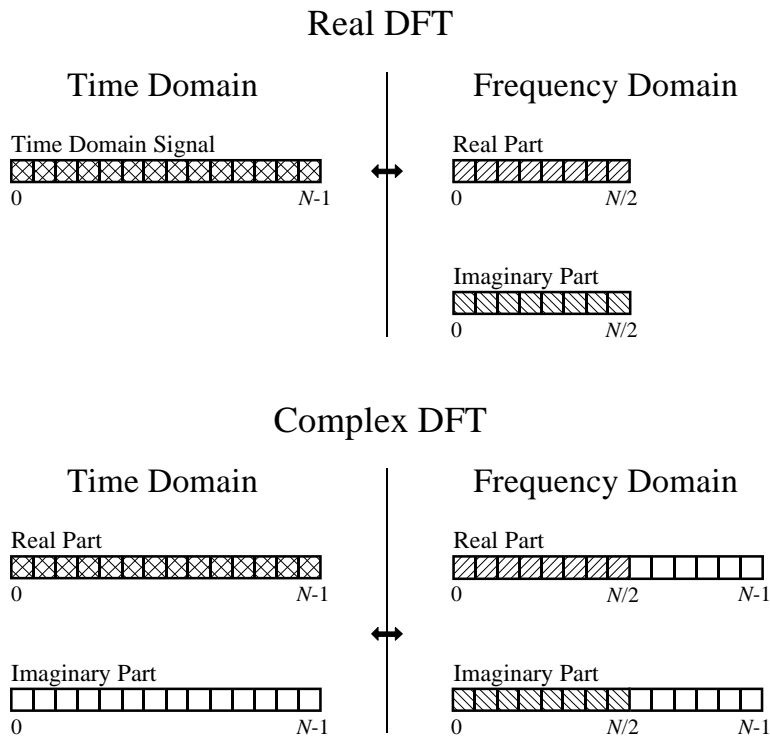 Real DFT
Time Domain
Frequency Domain
Time Domain Signal
0
N-1
Real Part
0
N/2
Imaginary Part
0
N/2
Complex DFT
Time Domain
Frequency Domain
Real Part
0
N-1
Imaginary Part
0
N-1
Real Part
0
N/2
N-1
Imaginary Part
0
N/2
N-1